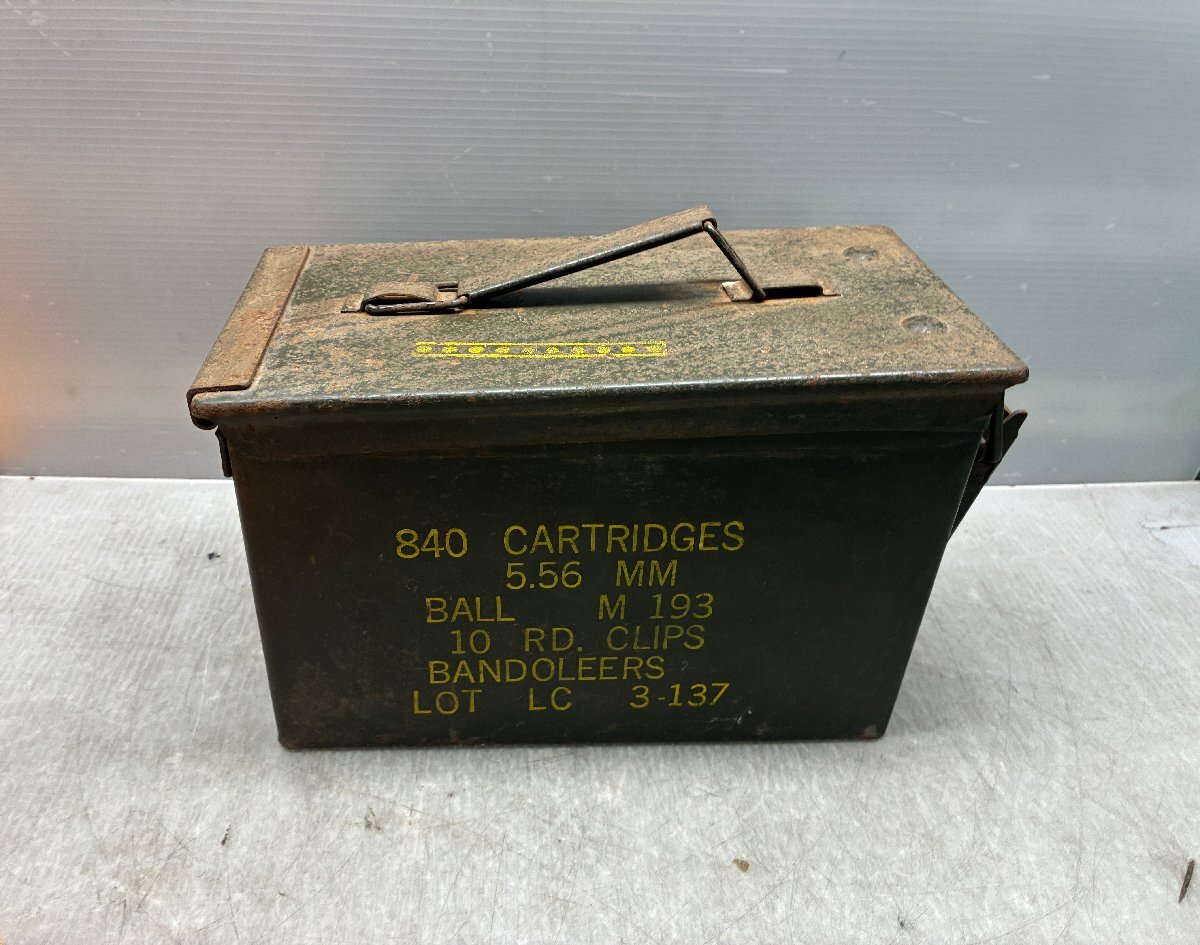 840 CARTRIDGES
5.56 MM
BALL M 193
10 RD. CLIPS
BANDOLEERS
LOT LC 3-137